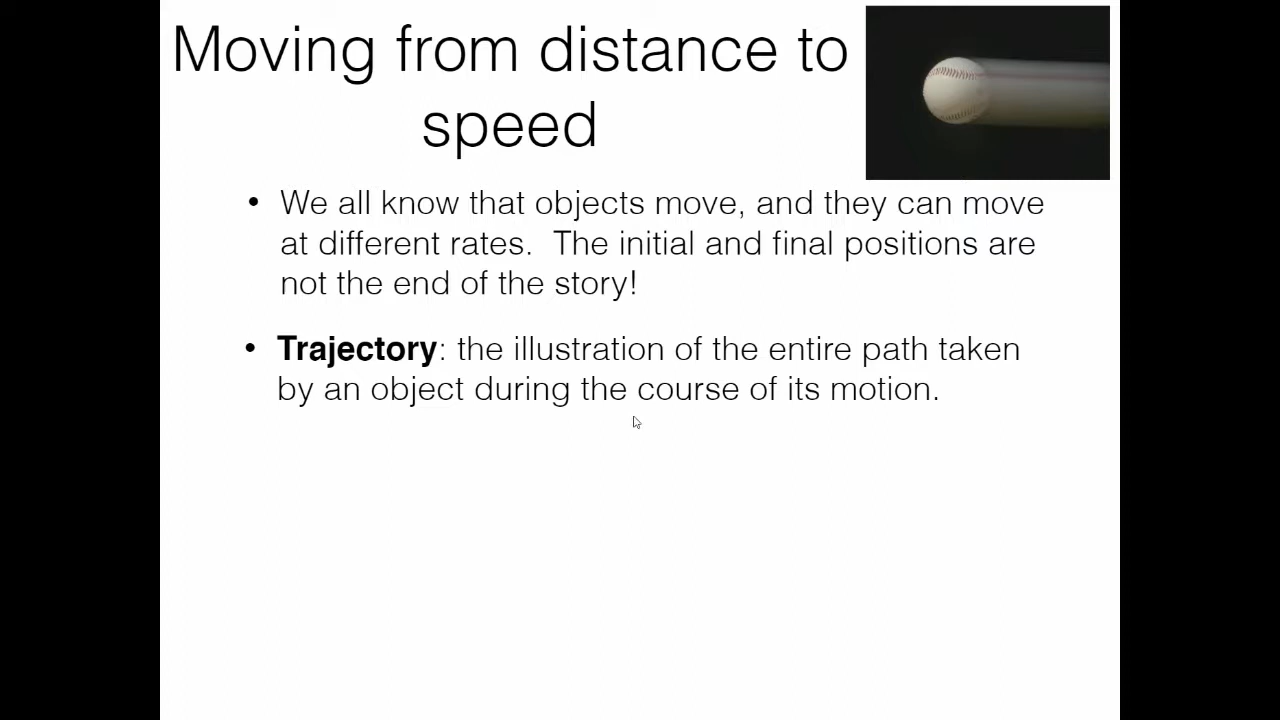 Moving from distance to
speed
• We all know that objects move, and they can move
at different rates.  The initial and final positions are
not the end of the story!
• Trajectory: the illustration of the entire path taken
by an object during the course of its motion.